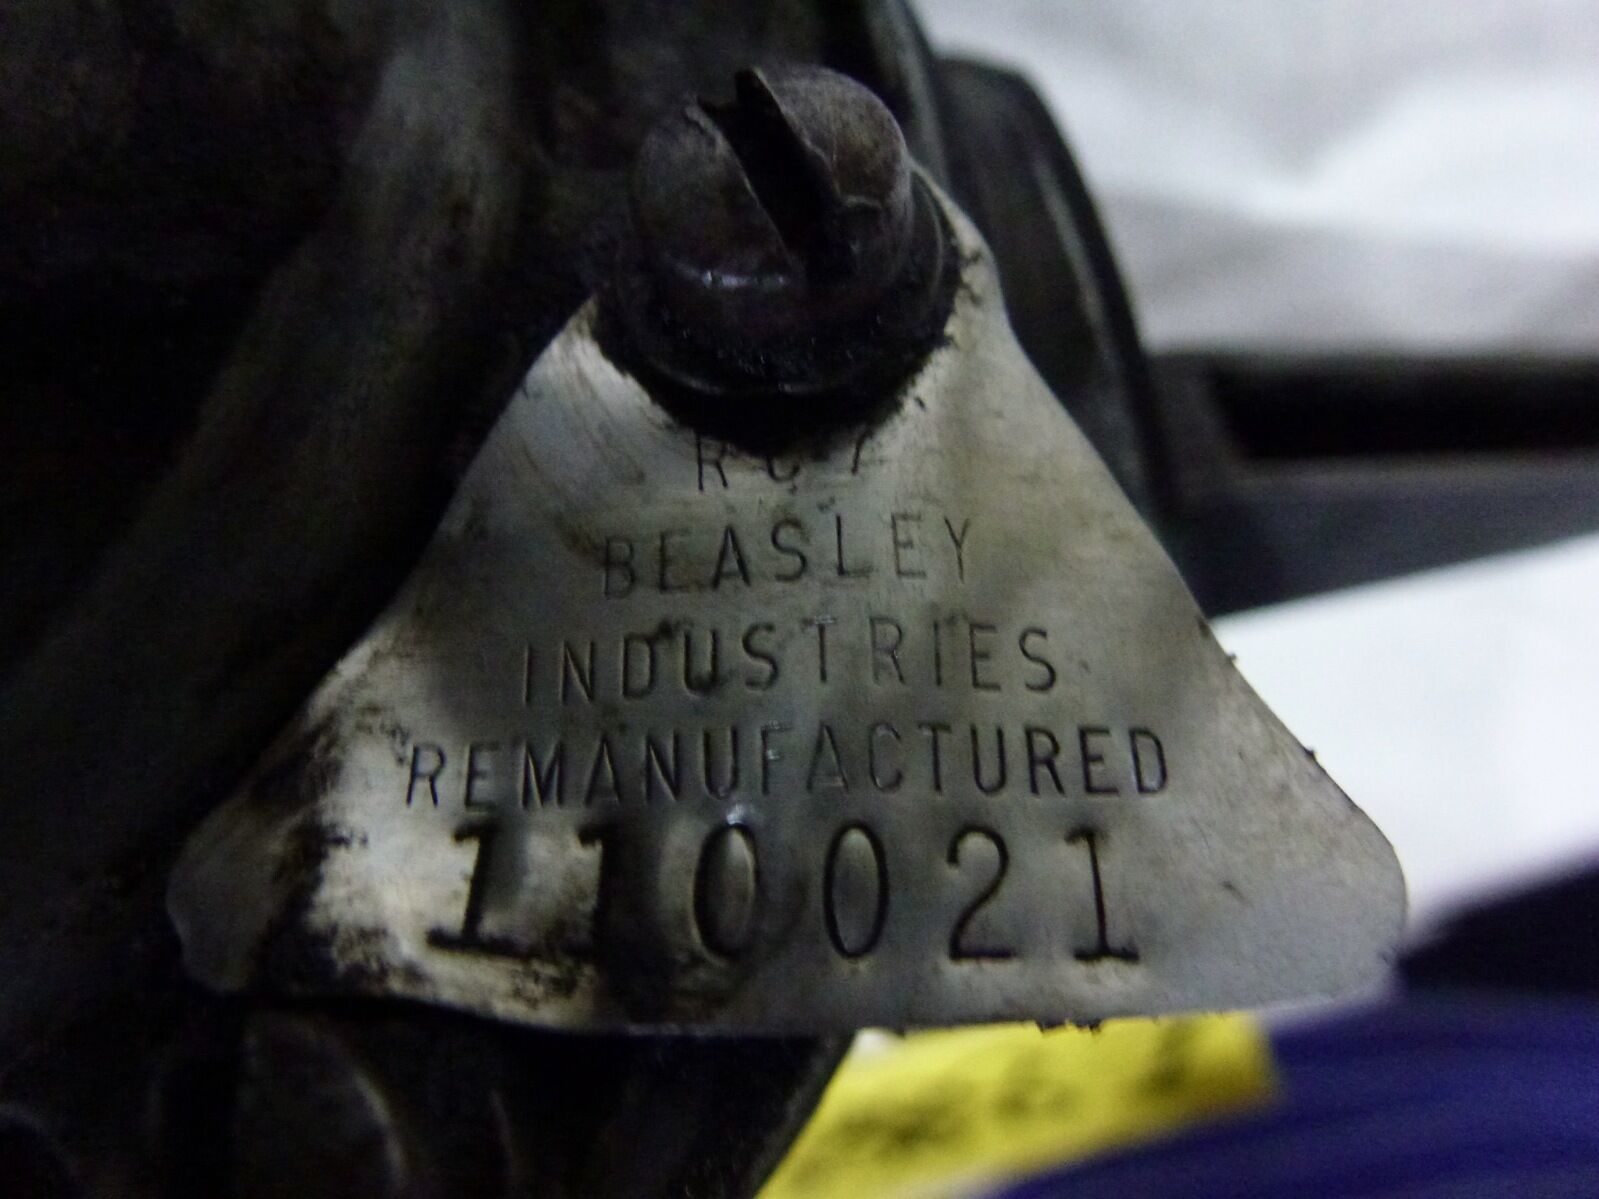 BEASLEY
INDUSTRIES
REMANUFACTURED
110021